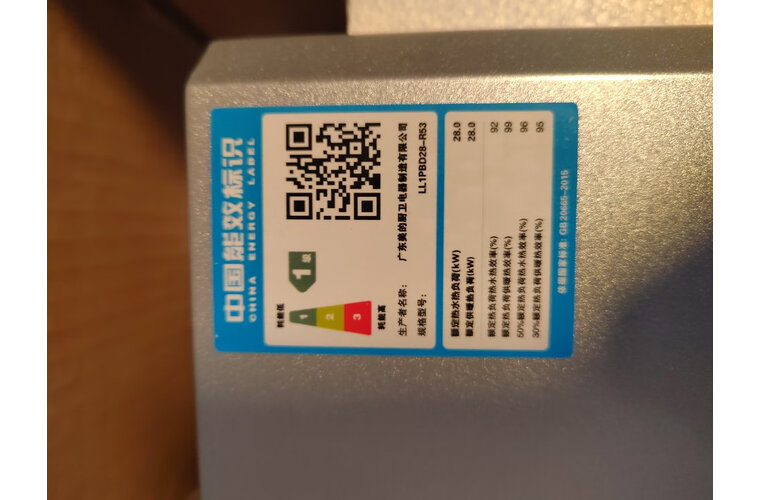 中国能效标识
CHINA ENERGY LABEL
耗能低
1
2
3
耗能高
1级
生产者名称： 广东美的厨卫电器制造有限公司
规格型号： LL1PBD28-R53
额定热水热负荷(kW) 28.0
额定供暖热负荷(kW) 28.0
额定热负荷热水热效率(%) 92
额定热负荷供暖热效率(%) 99
50%额定热负荷热水热效率(%) 96
30%额定热负荷供暖热效率(%) 95
依据国家标准：GB 20665-2015